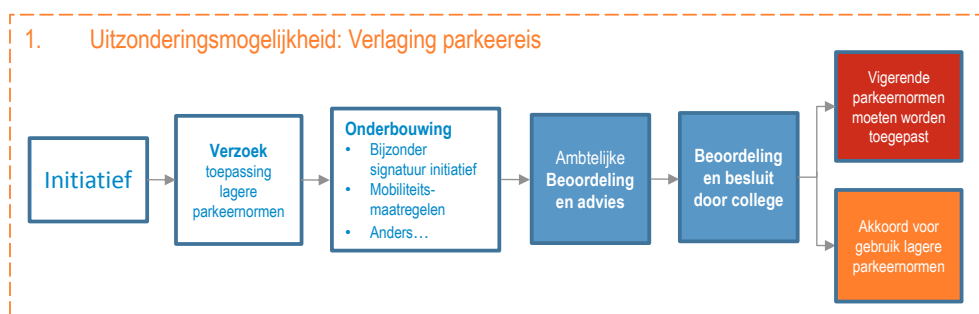 1. Uitzonderingsmogelijkheid: Verlaging parkeereis
Initiatief
Verzoek
toepassing
lagere
parkeernormen
Onderbouwing
• Bijzonder
signatuur initiatief
• Mobiliteits-
maatregelen
• Anders…
Ambtelijke
Beoordeling
en advies
Beoordeling
en besluit
door college
Vigerende
parkeernormen
moeten worden
toegepast
Akkoord voor
gebruik lagere
parkeernormen